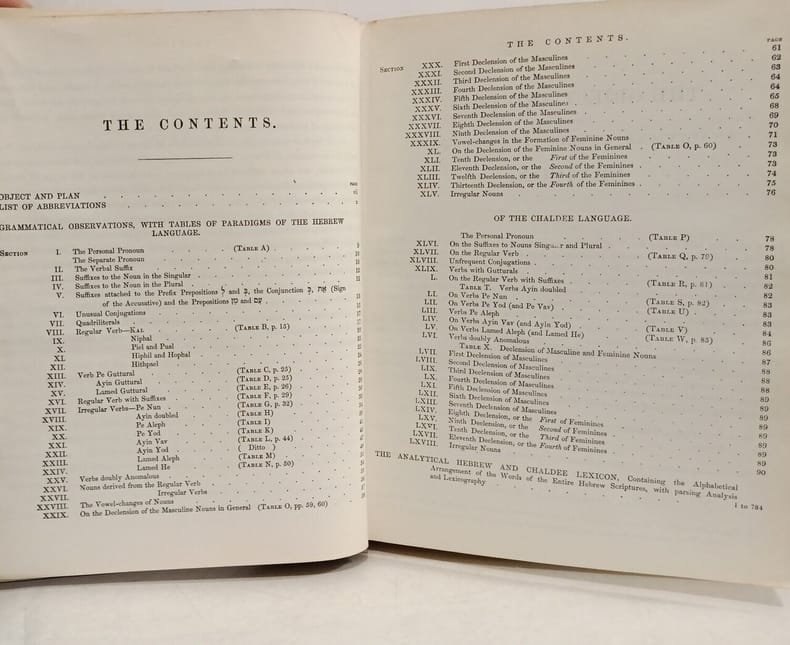 THE CONTENTS.
PAGE
OBJECT AND PLAN
LIST OF ABBREVIATIONS
GRAMMATICAL OBSERVATIONS, WITH TABLES OF PARADIGMS OF THE HEBREW
LANGUAGE.
SECTION I. The Personal Pronoun (TABLE A)
The Separate Pronoun
II. The Verbal Suffix
III. Suffixes to the Noun in the Singular
IV. Suffixes to the Noun in the Plural
V. Suffixes attached to the Prefix Prepositions ל and ב, the Conjunction אֵת, (Sign
of the Accusative) and the Prepositions מִן and עִם
VI. Unusual Conjugations
VII. Quadriliterals
VIII. Regular Verb—KAL (TABLE B, p. 15)
IX. Niphal
X. Piel and Pual
XI. Hiphil and Hophal
XII. Hithpael
XIII. Verb Pe Guttural (TABLE C, p. 25)
XIV. Ayin Guttural (TABLE D, p. 25)
XV. Lamed Guttural (TABLE E, p. 26)
XVI. Regular Verb with Suffixes (TABLE F, p. 29)
XVII. Irregular Verbs—Pe Nun (TABLE G, p. 32)
XVIII. Ayin doubled (TABLE H)
XIX. Pe Aleph (TABLE I)
XX. Pe Yod (TABLE K)
XXI. Ayin Vav (TABLE L, p. 44)
XXII. Ayin Yod ( Ditto )
XXIII. Lamed Aleph (TABLE M)
XXIV. Lamed He (TABLE N, p. 50)
XXV. Verbs doubly Anomalous
XXVI. Nouns derived from the Regular Verb
XXVII. Irregular Verbs
XXVIII. The Vowel-changes of Nouns
XXIX. On the Declension of the Masculine Nouns in General (TABLE O, pp. 59, 60)
THE CONTENTS.
PAGE
SECTION XXX. First Declension of the Masculines 61
XXXI. Second Declension of the Masculines 62
XXXII. Third Declension of the Masculines 63
XXXIII. Fourth Declension of the Masculines 64
XXXIV. Fifth Declension of the Masculines 64
XXXV. Sixth Declension of the Masculines 65
XXXVI. Seventh Declension of the Masculines 68
XXXVII. Eighth Declension of the Masculines 69
XXXVIII. Ninth Declension of the Masculines 70
XXXIX. Vowel-changes in the Formation of Feminine Nouns 71
XL. On the Declension of the Feminine Nouns in General (TABLE O, p. 60) 73
XLI. Tenth Declension, or the First of the Feminines 73
XLII. Eleventh Declension, or the Second of the Feminines 73
XLIII. Twelfth Declension, or the Third of the Feminines 74
XLIV. Thirteenth Declension, or the Fourth of Feminines 75
XLV. Irregular Nouns 76
OF THE CHALDEE LANGUAGE.
The Personal Pronoun (TABLE P) 78
XLVI. On the Suffixes to Nouns Singular and Plural 78
XLVII. On the Regular Verb (TABLE Q, p. 79) 80
XLVIII. Unfrequent Conjugations 80
XLIX. Verbs with Gutturals 81
L. On the Regular Verb with Suffixes (TABLE R, p. 81) 82
TABLE T. Verbs Ayin doubled 82
LI. On Verbs Pe Nun 83
LII. On Verbs Pe Yod (and Pe Vav) (TABLE S, p. 82) 83
LIII. Verbs Pe Aleph (TABLE U) 83
LIV. On Verbs Ayin Vav (and Ayin Yod) 84
LV. On Verbs Lamed Aleph (and Lamed He) (TABLE V) 86
LVI. Verbs doubly Anomalous (TABLE W, p. 85) 86
TABLE X. Declension of Masculine and Feminine Nouns 87
LVII. First Declension of Masculines 88
LVIII. Second Declension of Masculines 88
LIX. Third Declension of Masculines 88
LX. Fourth Declension of Masculines 89
LXI. Fifth Declension of Masculines 89
LXII. Sixth Declension of Masculines 89
LXIII. Seventh Declension of Masculines 89
LXIV. Eighth Declension, or the First of Feminines 89
LXV. Ninth Declension, or the Second of Feminines 89
LXVI. Tenth Declension, or the Third of Feminines
LXVII. Eleventh Declension, or the Fourth of Feminines 89
LXVIII. Irregular Nouns 90
THE ANALYTICAL HEBREW AND CHALDEE LEXICON, Containing the Alphabetical
Arrangement of the Words of the Entire Hebrew Scriptures, with parsing Analysis
and Lexicography 1 to 784